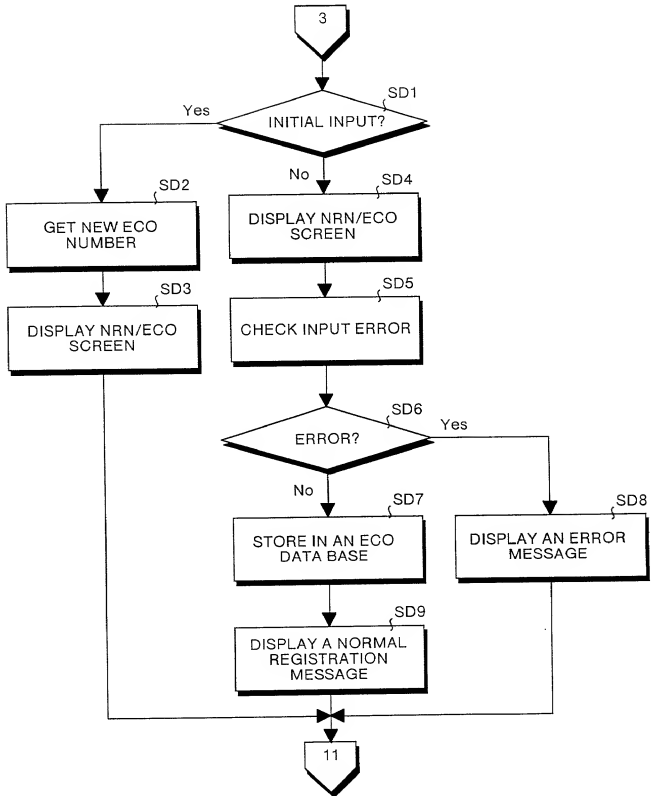 3
SD1
Yes
INITIAL INPUT?
No
SD2
SD4
GET NEW ECO
NUMBER
DISPLAY NRN/ECO
SCREEN
SD3
SD5
DISPLAY NRN/ECO
SCREEN
CHECK INPUT ERROR
SD6
Yes
ERROR?
No
SD7
SD8
STORE IN AN ECO
DATA BASE
DISPLAY AN ERROR
MESSAGE
SD9
DISPLAY A NORMAL
REGISTRATION
MESSAGE
11